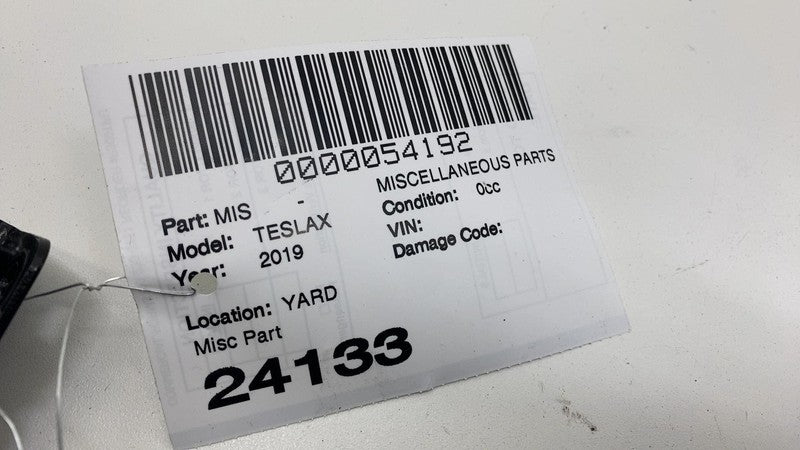 0000054192
Part: MIS - MISCELLANEOUS PARTS
Model: TESLAX Condition: 0cc
Year: 2019 VIN:
Damage Code:
Location: YARD
Misc Part
24133